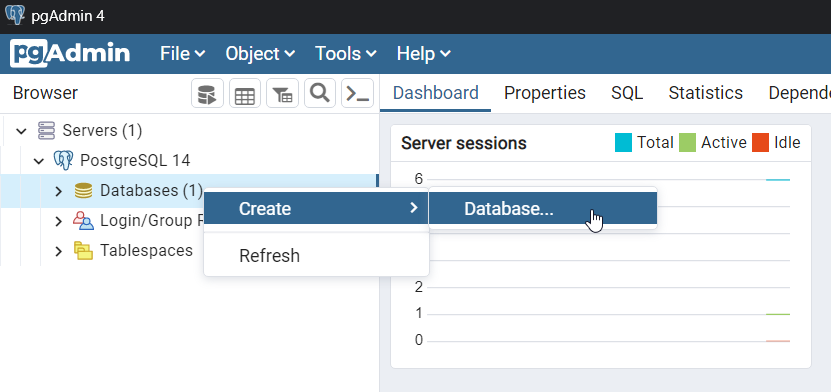 pgAdmin 4
pgAdmin File Object Tools Help
Browser Dashboard Properties SQL Statistics
Servers (1)
Server sessions Total Active Idle
PostgreSQL 14
6
Databases (1)
Create Database...
Login/Group
Refresh
Tablespaces
2
1
0